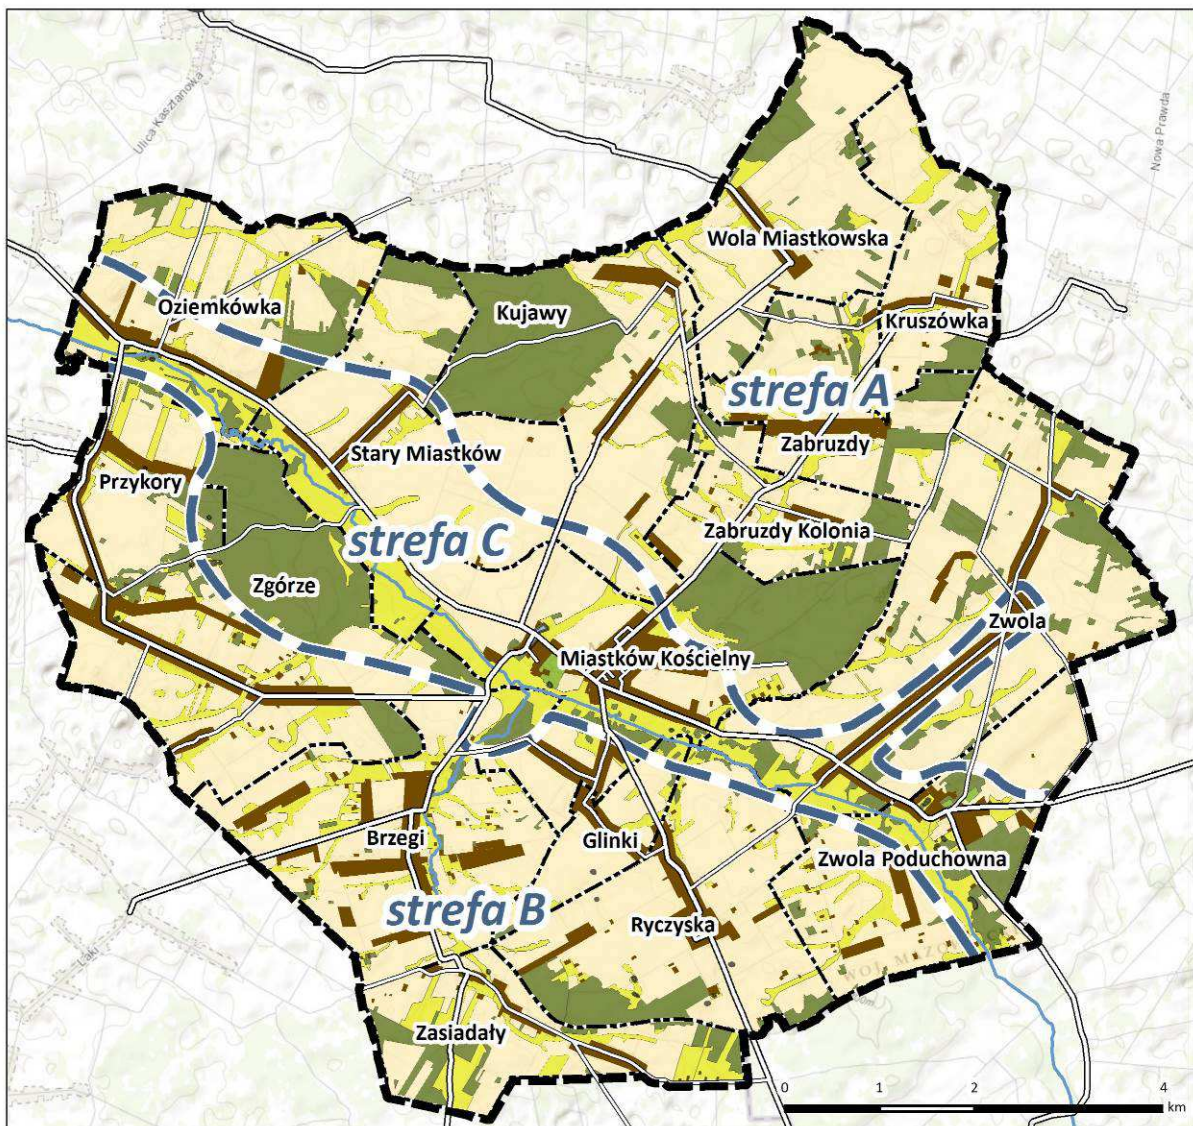 Ulica Kasztanowa
Nowa Prawda
Wola Miastkowska
Oziemkówka
Kujawy
Kruszówka
strefa A
Zabruzdy
Stary Miastków
Przykory
Zabruzdy Kolonia
strefa C
Zgórze
Zwola
Miastków Kościelny
Brzegi
Glinki
Zwola Poduchowna
strefa B
Ryczyska
Zasiadały
0 1 2 4
km